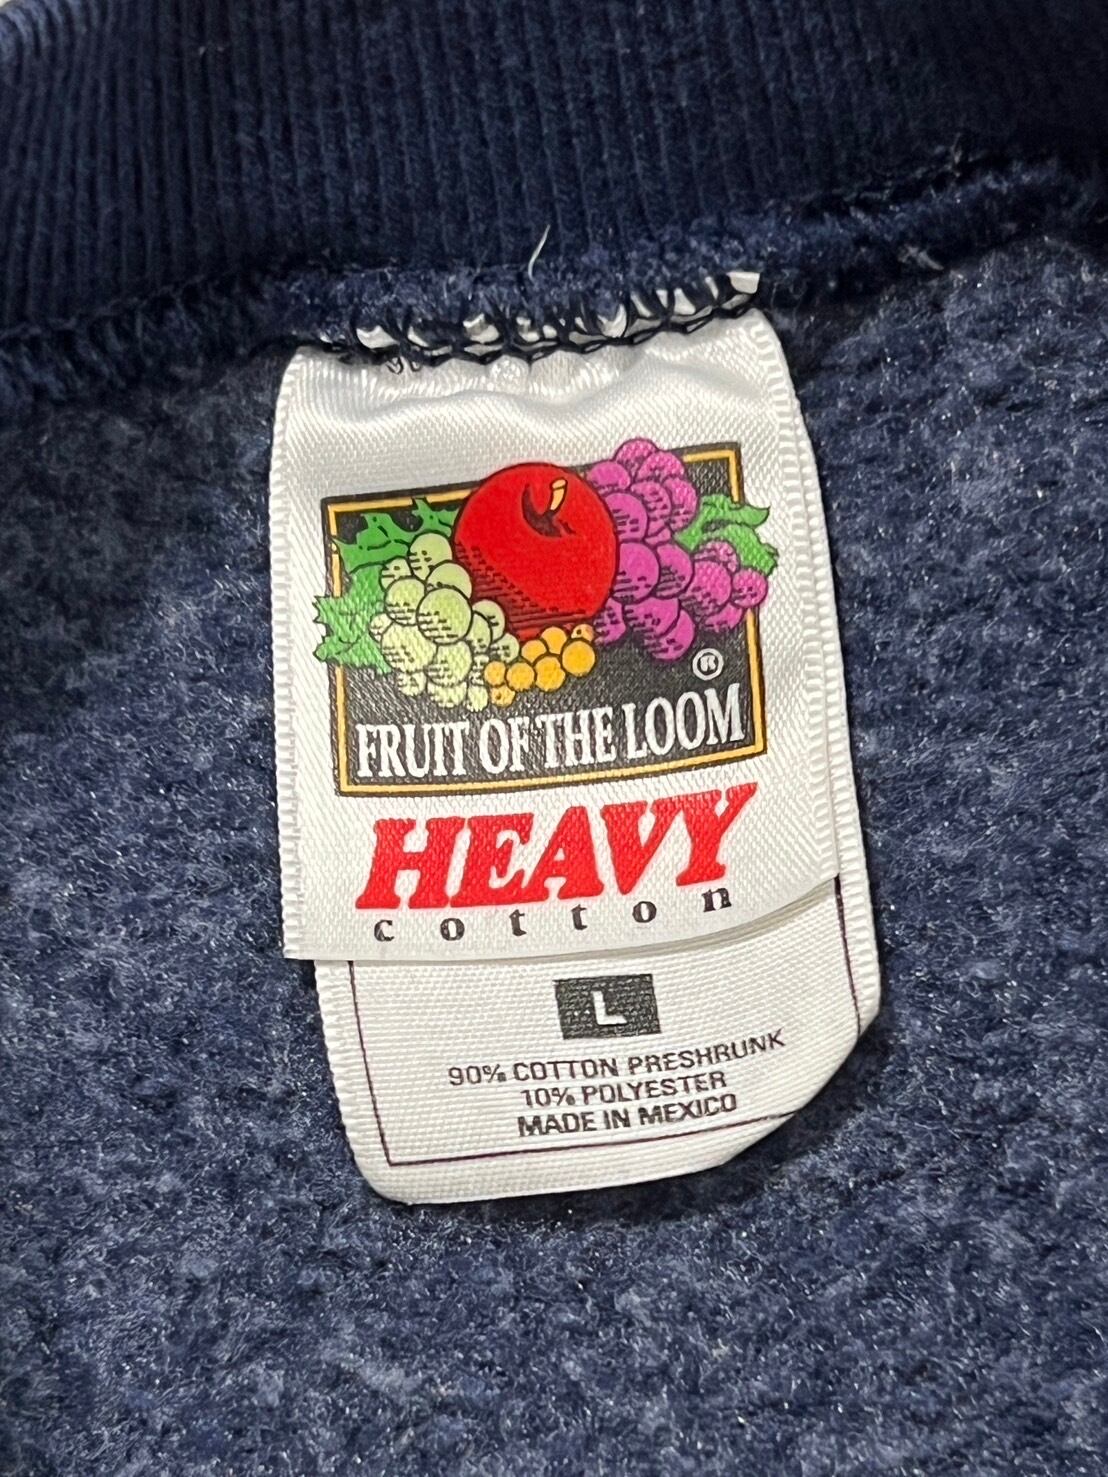 ®
FRUIT OF THE LOOM
HEAVY
cotton
L
90% COTTON PRESHRUNK
10% POLYESTER
MADE IN MEXICO